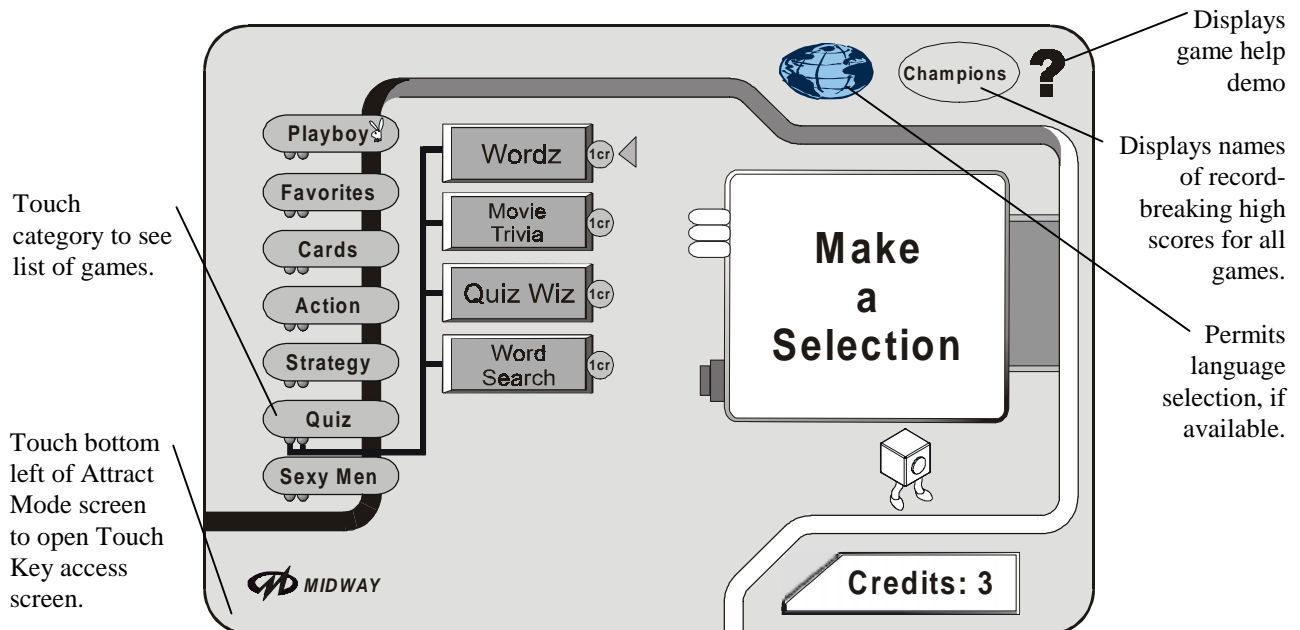 Displays
game help
demo
Displays names
of record-
breaking high
scores for all
games.
Permits
language
selection, if
available.
Touch
category to see
list of games.
Touch bottom
left of Attract
Mode screen
to open Touch
Key access
screen.
Champions
?
Playboy
Favorites
Cards
Action
Strategy
Quiz
Sexy Men
Wordz
1cr
Movie
Trivia
1cr
Quiz Wiz
1cr
Word
Search
1cr
Make
a
Selection
MIDWAY
Credits: 3